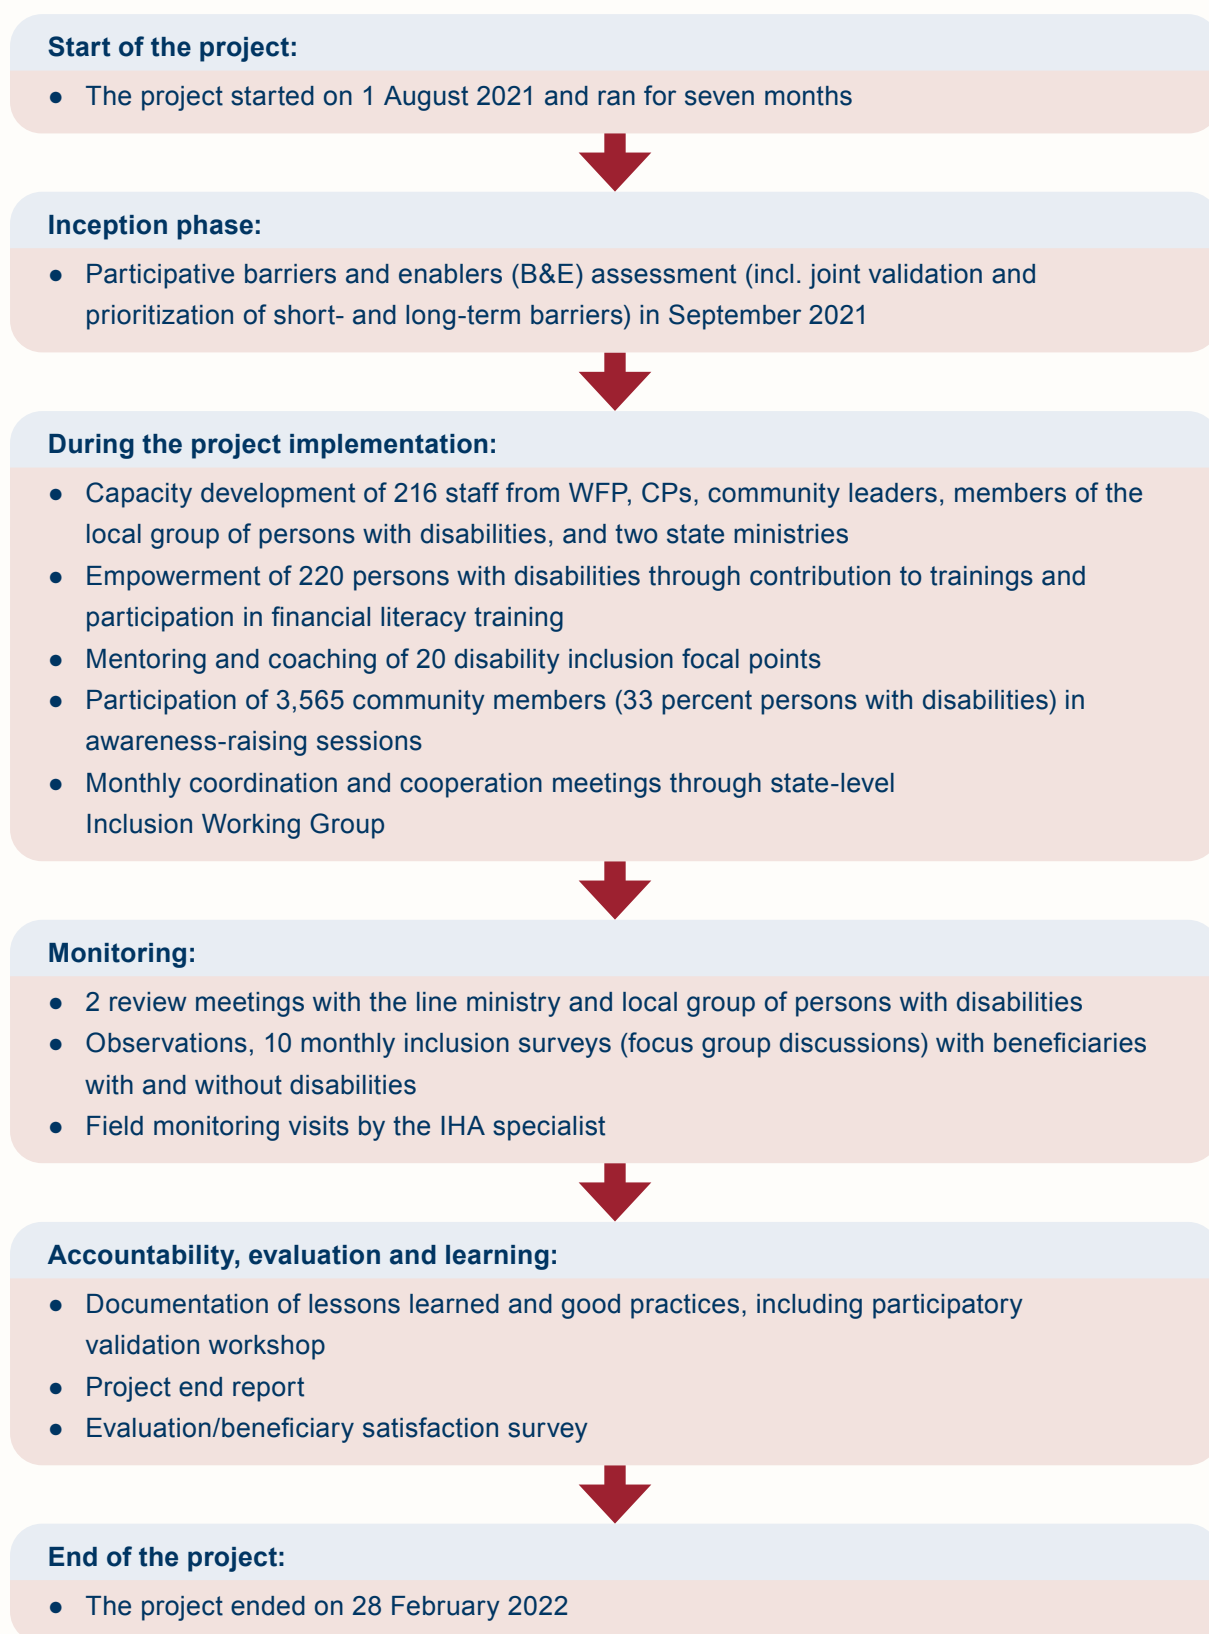 Start of the project:
● The project started on 1 August 2021 and ran for seven months
Inception phase:
● Participative barriers and enablers (B&E) assessment (incl. joint validation and
prioritization of short- and long-term barriers) in September 2021
During the project implementation:
● Capacity development of 216 staff from WFP, CPs, community leaders, members of the
local group of persons with disabilities, and two state ministries
● Empowerment of 220 persons with disabilities through contribution to trainings and
participation in financial literacy training
● Mentoring and coaching of 20 disability inclusion focal points
● Participation of 3,565 community members (33 percent persons with disabilities) in
awareness-raising sessions
● Monthly coordination and cooperation meetings through state-level
Inclusion Working Group
Monitoring:
● 2 review meetings with the line ministry and local group of persons with disabilities
● Observations, 10 monthly inclusion surveys (focus group discussions) with beneficiaries
with and without disabilities
● Field monitoring visits by the IHA specialist
Accountability, evaluation and learning:
● Documentation of lessons learned and good practices, including participatory
validation workshop
● Project end report
● Evaluation/beneficiary satisfaction survey
End of the project:
● The project ended on 28 February 2022